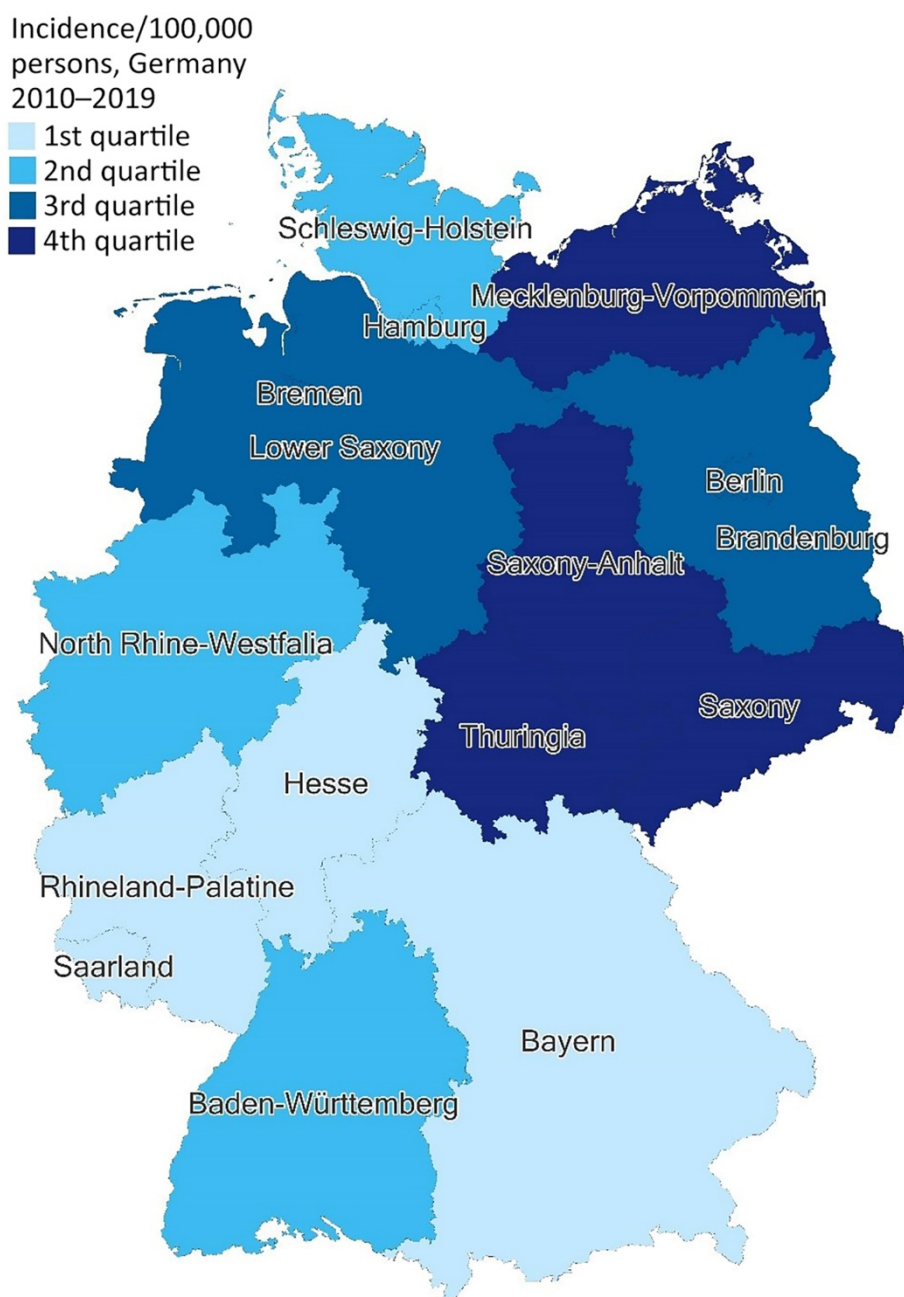 Incidence/100,000
persons, Germany
2010–2019
1st quartile
2nd quartile
3rd quartile
4th quartile
Schleswig-Holstein
Mecklenburg-Vorpommern
Hamburg
Bremen
Lower Saxony
Berlin
Brandenburg
Saxony-Anhalt
North Rhine-Westfalia
Saxony
Thuringia
Hesse
Rhineland-Palatine
Saarland
Bayern
Baden-Württemberg